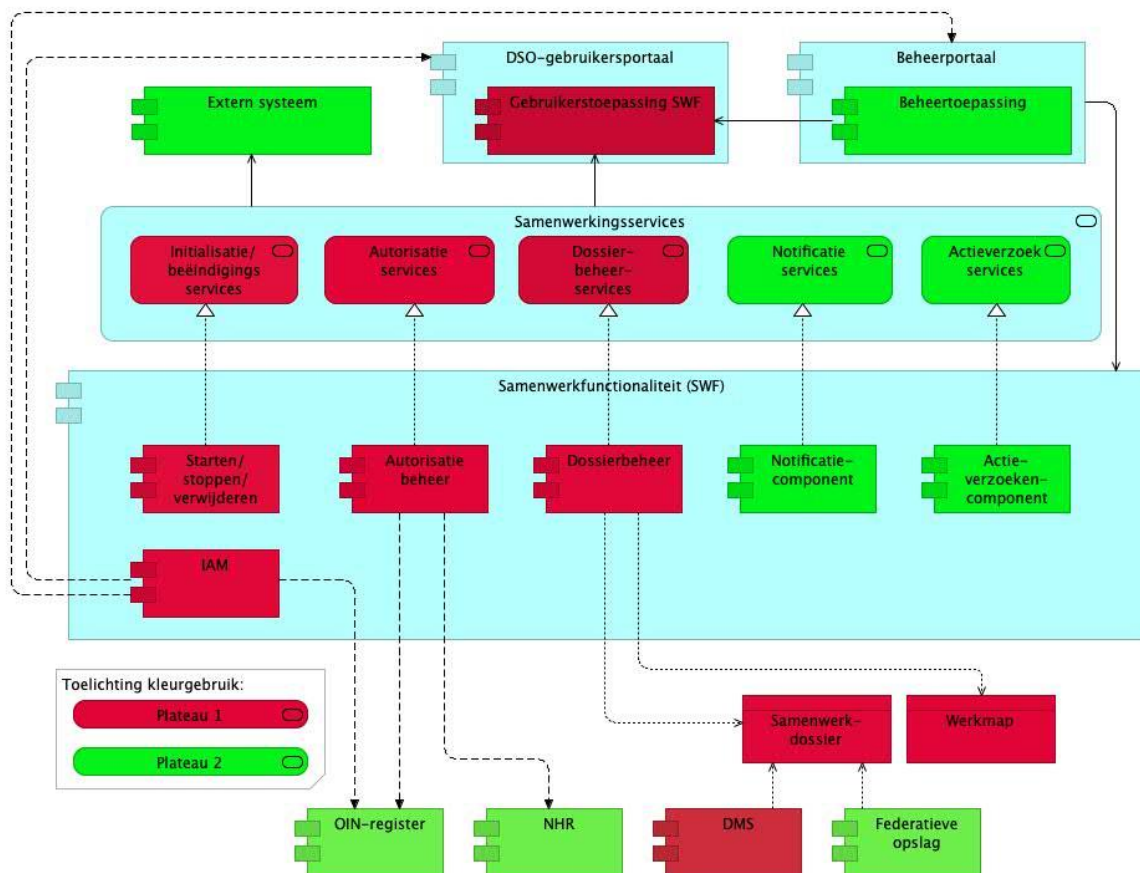 DSO-gebruikersportaal
Beheerportaal
Extern systeem
Gebruikerstoepassing SWF
Beheertoepassing
Samenwerkingsservices
Initialisatie/
beëindigings
services
Autorisatie
services
Dossier-
beheer-
services
Notificatie
services
Actieverzoek
services
Samenwerkfunctionaliteit (SWF)
Starten/
stoppen/
verwijderen
Autorisatie
beheer
Dossierbeheer
Notificatie-
component
Actie-
verzoeken-
component
IAM
Toelichting kleurgebruik:
Plateau 1
Plateau 2
Samenwerk-
dossier
Werkmap
OIN-register
NHR
DMS
Federatieve
opslag